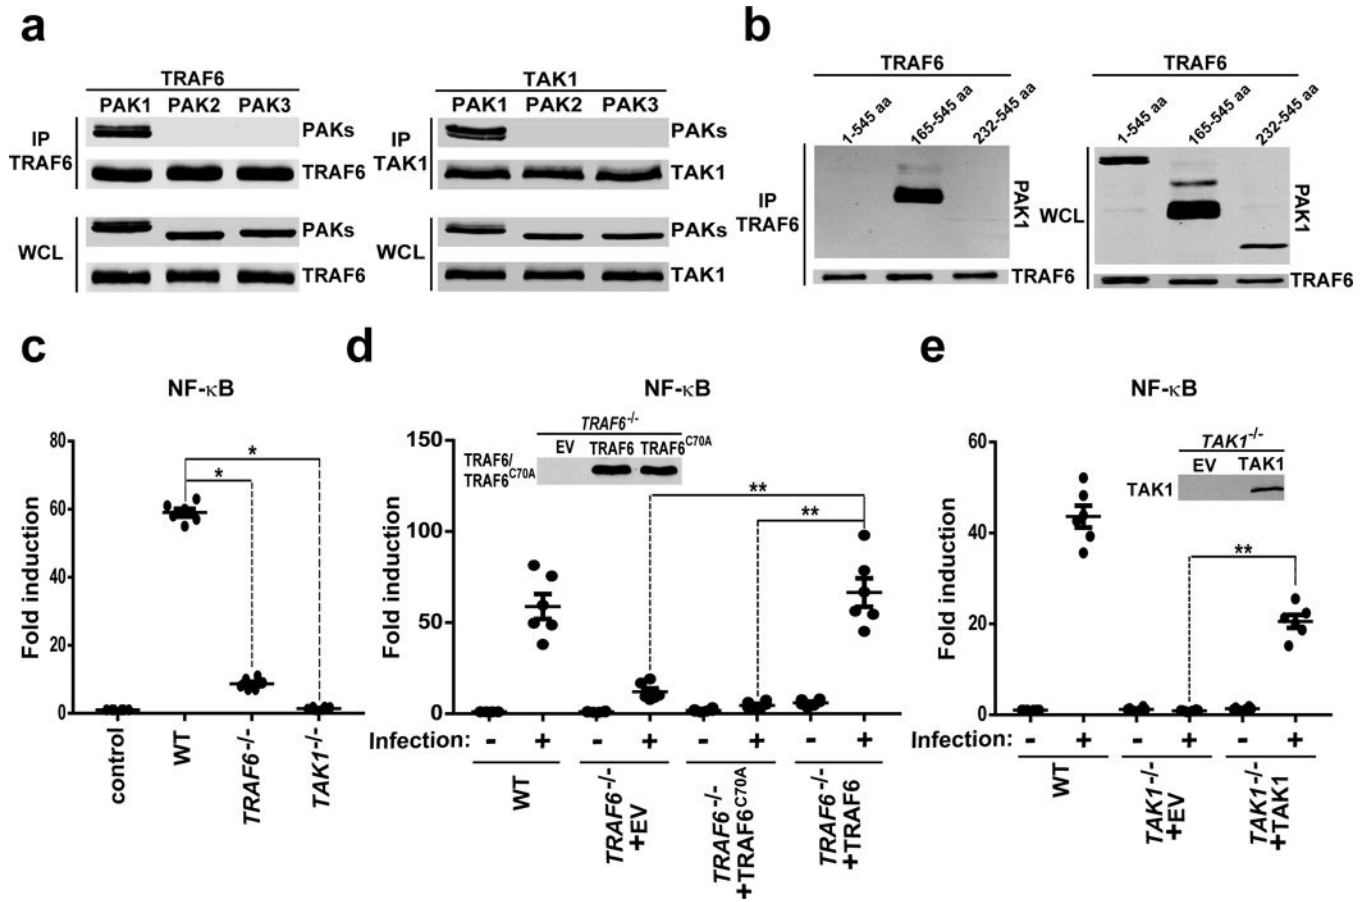 a
TRAF6
PAK1 PAK2 PAK3
IP
TRAF6
PAKs
TRAF6
WCL
PAKs
TRAF6
TAK1
PAK1 PAK2 PAK3
IP
TAK1
PAKs
TAK1
WCL
PAKs
TAK1
b
TRAF6
1-545 aa 165-545 aa 232-545 aa
IP
TRAF6
PAK1
TRAF6
TRAF6
1-545 aa 165-545 aa 232-545 aa
WCL
PAK1
TRAF6
c
NF-κB
Fold induction
80
60
40
20
0
*
*
control WT TRAF6-/- TAK1-/-
d
NF-κB
Fold induction
150
100
50
0
TRAF6-/-
EV TRAF6 TRAF6C70A
TRAF6/
TRAF6C70A
**
**
Infection: - + - + - + - +
WT
TRAF6-/-
+EV
TRAF6-/-
+TRAF6C70A
TRAF6-/-
+TRAF6
e
NF-κB
Fold induction
60
40
20
0
TAK1-/-
EV TAK1
TAK1
**
Infection: - + - + - +
WT
TAK1-/-
+EV
TAK1-/-
+TAK1